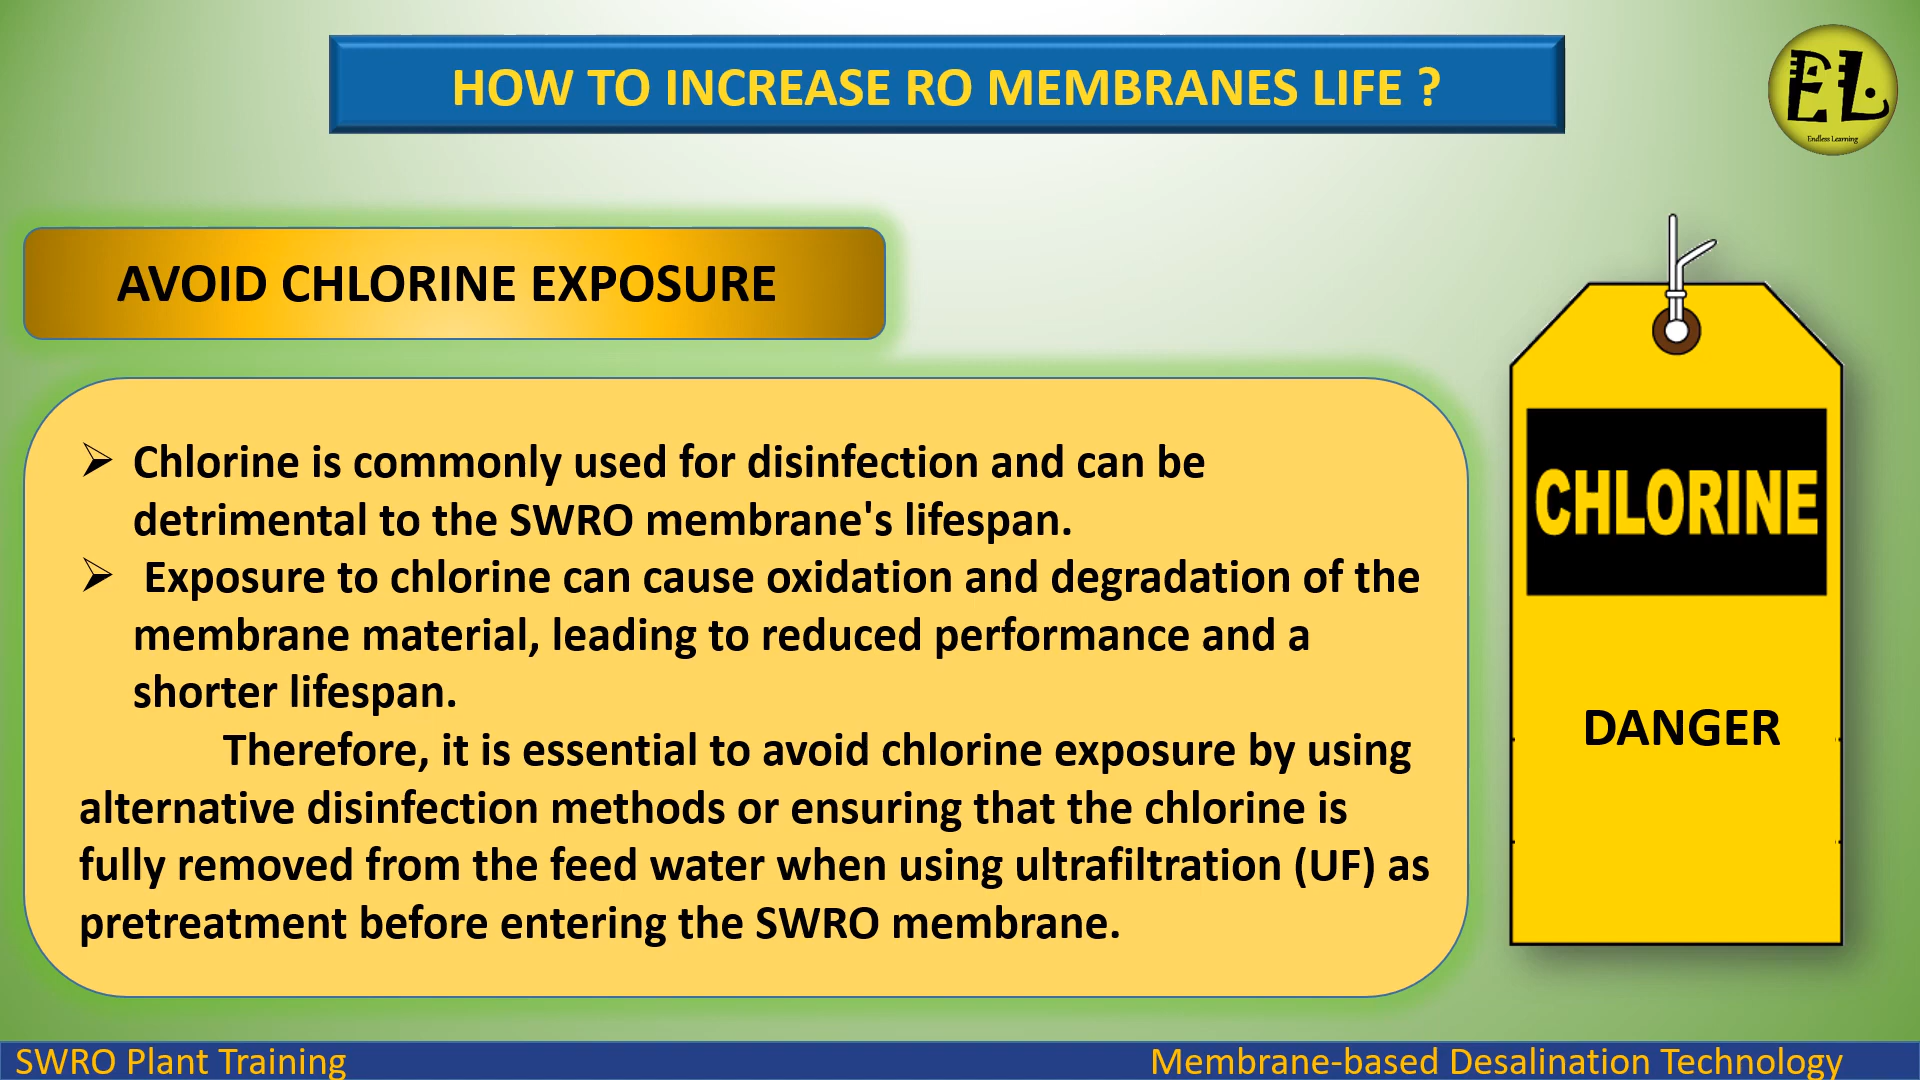 HOW TO INCREASE RO MEMBRANES LIFE ?
EL
Endless Learning
AVOID CHLORINE EXPOSURE
➢ Chlorine is commonly used for disinfection and can be
detrimental to the SWRO membrane's lifespan.
➢ Exposure to chlorine can cause oxidation and degradation of the
membrane material, leading to reduced performance and a
shorter lifespan.
Therefore, it is essential to avoid chlorine exposure by using
alternative disinfection methods or ensuring that the chlorine is
fully removed from the feed water when using ultrafiltration (UF) as
pretreatment before entering the SWRO membrane.
CHLORINE
DANGER
SWRO Plant Training
Membrane-based Desalination Technology